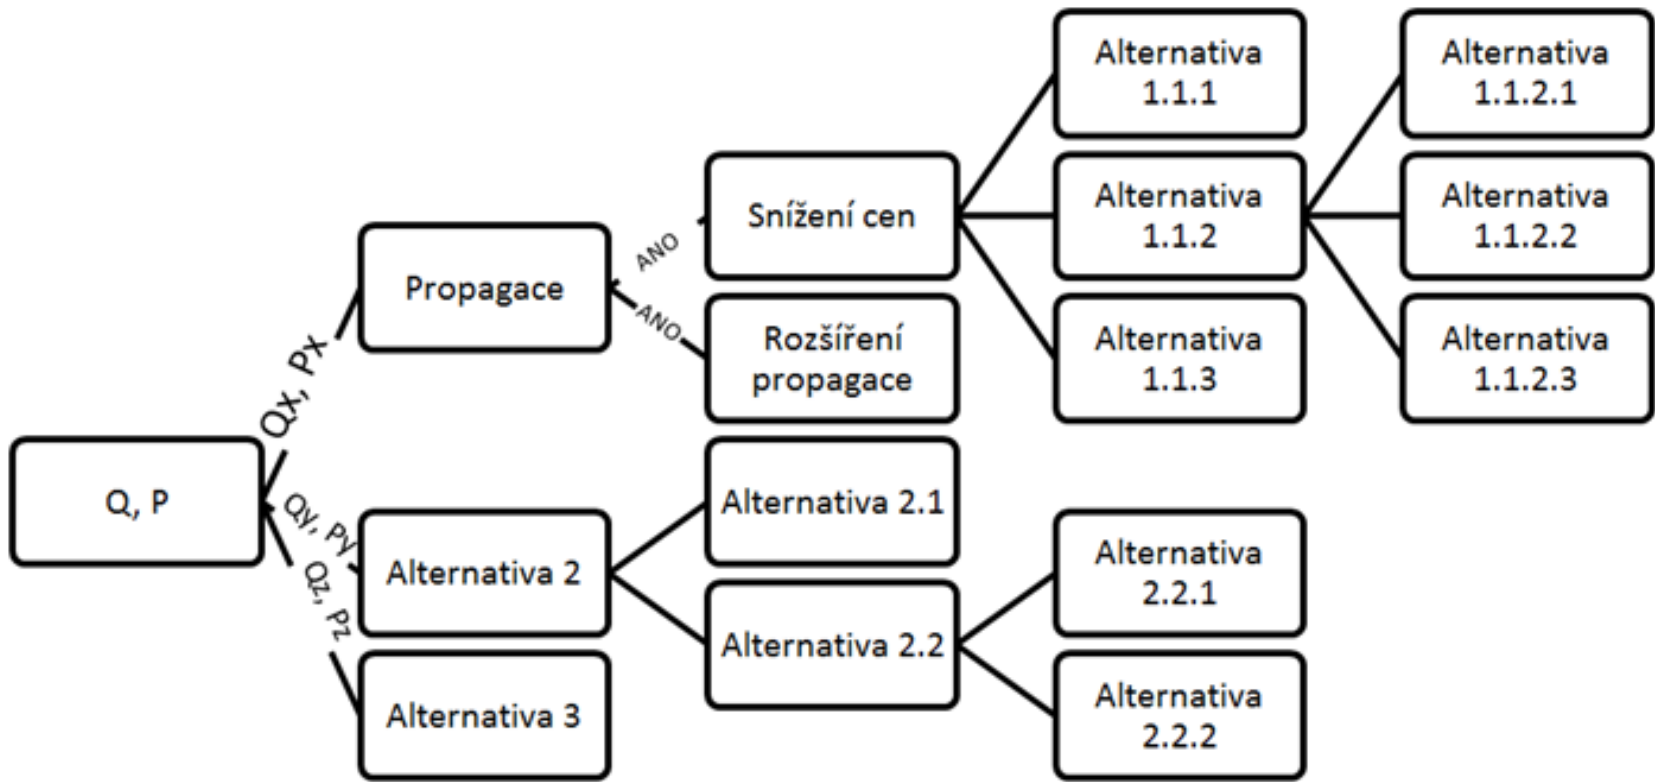 Q, P
Qx, Px
Qy, Py
Qz, Pz
Propagace
Alternativa 2
Alternativa 3
ANO
ANO
Snížení cen
Rozšíření
propagace
Alternativa 2.1
Alternativa 2.2
Alternativa
1.1.1
Alternativa
1.1.2
Alternativa
1.1.3
Alternativa
2.2.1
Alternativa
2.2.2
Alternativa
1.1.2.1
Alternativa
1.1.2.2
Alternativa
1.1.2.3